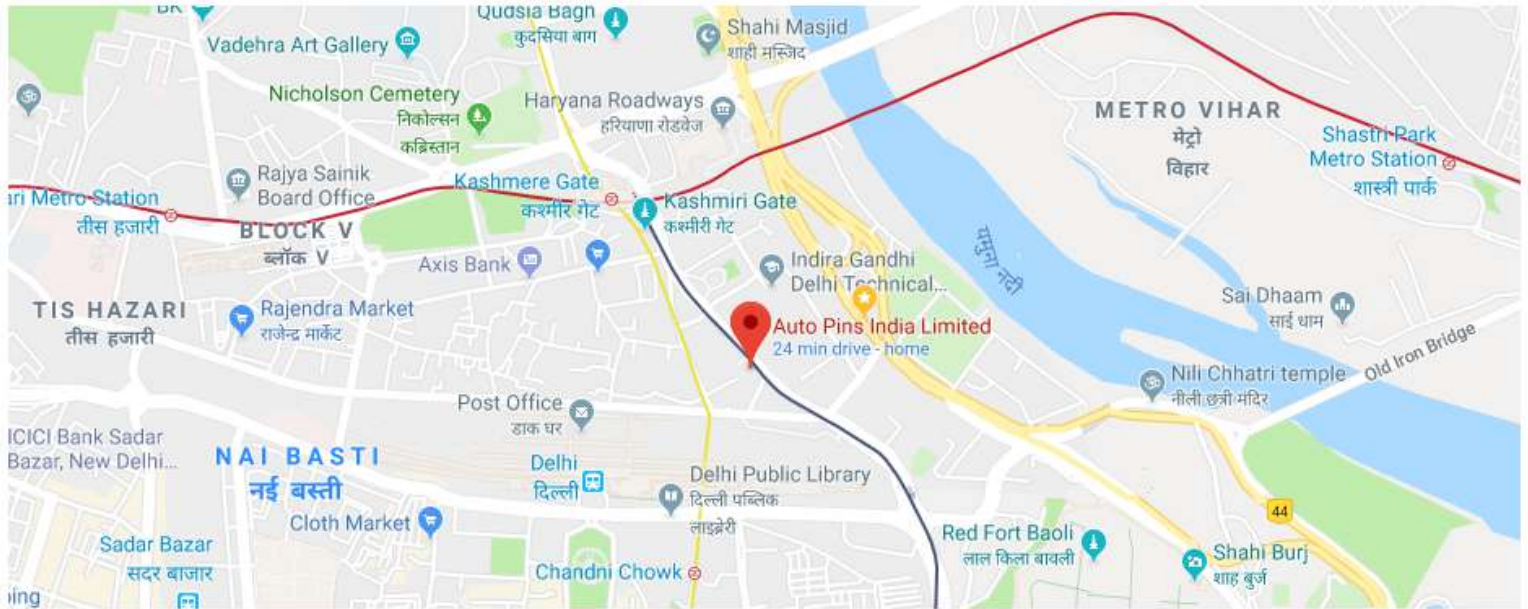 BK
Qudsia Bagh
कुदसिया बाग
Shahi Masjid
शाही मस्जिद
Vadehra Art Gallery
Nicholson Cemetery
निकोल्सन
कब्रिस्तान
Haryana Roadways
हरियाणा रोडवेज
METRO VIHAR
मेट्रो
विहार
Shastri Park
Metro Station
शास्त्री पार्क
Rajya Sainik
Board Office
ari Metro Station
तीस हजारी
Kashmere Gate
कश्मीर गेट
Kashmiri Gate
कश्मीरी गेट
BLOCK V
ब्लॉक V
Axis Bank
Indira Gandhi
Delhi Technical...
यमुना नदी
TIS HAZARI
तीस हजारी
Rajendra Market
राजेन्द्र मार्केट
Auto Pins India Limited
24 min drive - home
Sai Dhaam
साई धाम
Old Iron Bridge
Nili Chhatri temple
नीली छत्री मंदिर
Post Office
डाक घर
ICICI Bank Sadar
Bazar, New Delhi...
NAI BASTI
नई बस्ती
Delhi
दिल्ली
Delhi Public Library
दिल्ली पब्लिक
लाइब्रेरी
Cloth Market
44
Red Fort Baoli
लाल किला बावली
Shahi Burj
शाह बुर्ज
Sadar Bazar
सदर बाजार
Chandni Chowk
ping